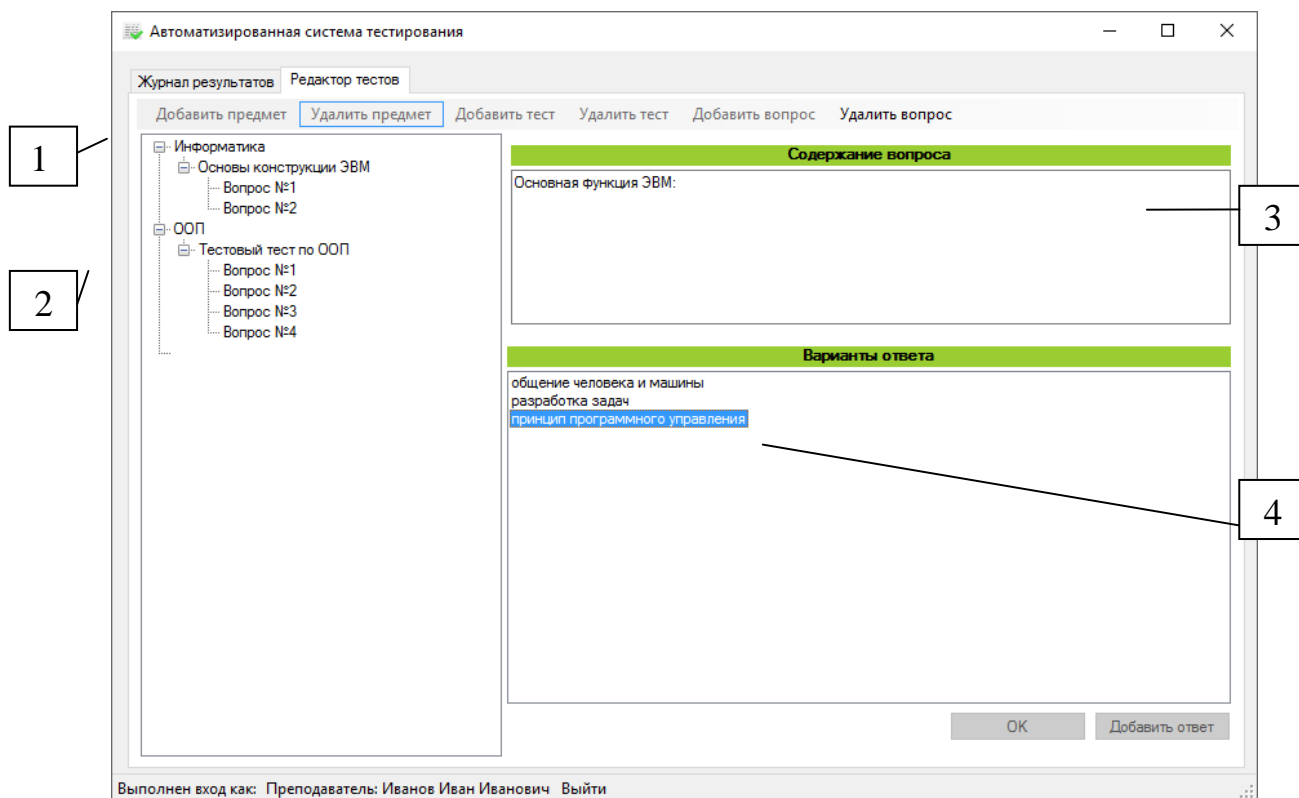 Автоматизированная система тестирования
Журнал результатов Редактор тестов
Добавить предмет Удалить предмет Добавить тест Удалить тест Добавить вопрос Удалить вопрос
1
2
Информатика
Основы конструкции ЭВМ
Вопрос №1
Вопрос №2
ООП
Тестовый тест по ООП
Вопрос №1
Вопрос №2
Вопрос №3
Вопрос №4
Содержание вопроса
Основная функция ЭВМ:
3
Варианты ответа
общение человека и машины
разработка задач
принцип программного управления
4
OK Добавить ответ
Выполнен вход как: Преподаватель: Иванов Иван Иванович Выйти